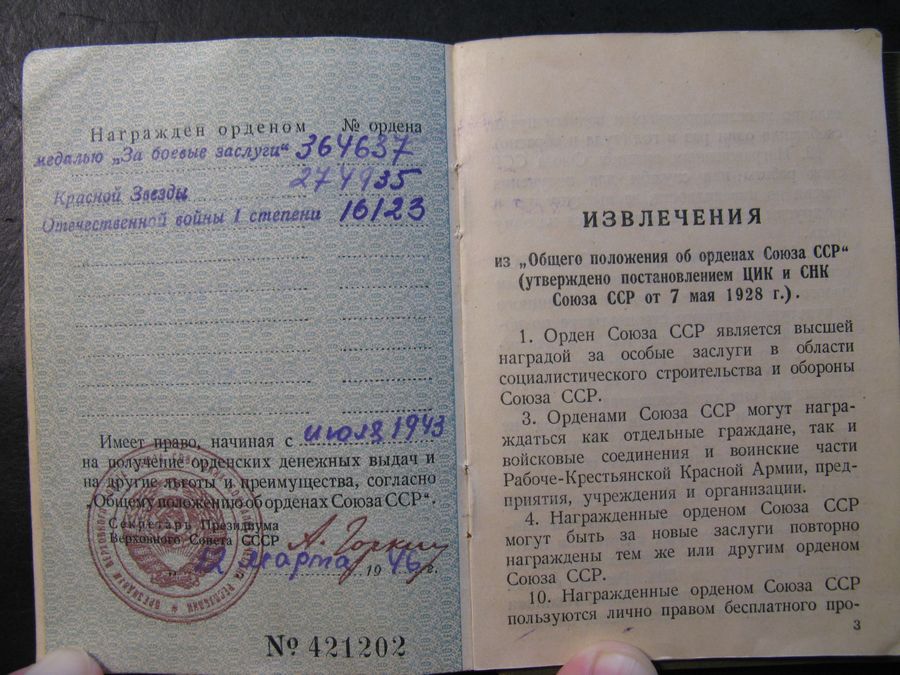 Награжден орденом № ордена
медалью „За боевые заслуги“ 364637
Красной Звезды 274935
Отечественной войны I степени 16123
Имеет право, начиная с июля 1943
на получение орденских денежных выдач и
на другие льготы и преимущества, согласно
„Общему положению об орденах Союза ССР“.
Секретарь Президиума
Верховного Совета СССР А. Горкин
„12 марта 1946 г.
№ 421202
ИЗВЛЕЧЕНИЯ
из „Общего положения об орденах Союза ССР“
(утверждено постановлением ЦИК и СНК
Союза ССР от 7 мая 1928 г.).
1. Орден Союза ССР является высшей
наградой за особые заслуги в области
социалистического строительства и обороны
Союза ССР.
3. Орденами Союза ССР могут награ-
ждаться как отдельные граждане, так и
войсковые соединения и воинские части
Рабоче-Крестьянской Красной Армии, пред-
приятия, учреждения и организации.
4. Награжденные орденом Союза ССР
могут быть за новые заслуги повторно
награждены тем же или другим орденом
Союза ССР.
10. Награжденные орденом Союза ССР
пользуются лично правом бесплатного про-
3